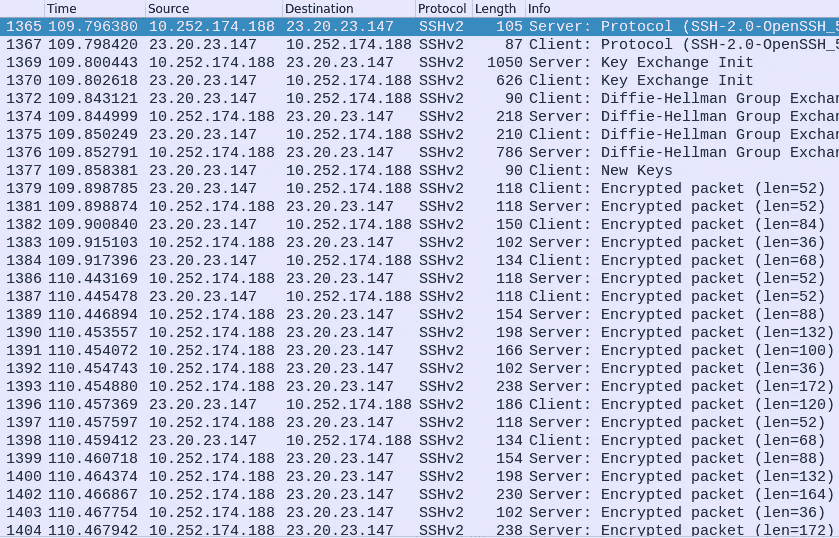 Time Source Destination Protocol Length Info
1365 109.796380 10.252.174.188 23.20.23.147 SSHv2 105 Server: Protocol (SSH-2.0-OpenSSH_5
1367 109.798420 23.20.23.147 10.252.174.188 SSHv2 87 Client: Protocol (SSH-2.0-OpenSSH_5
1369 109.800443 10.252.174.188 23.20.23.147 SSHv2 1050 Server: Key Exchange Init
1370 109.802618 23.20.23.147 10.252.174.188 SSHv2 626 Client: Key Exchange Init
1372 109.843121 23.20.23.147 10.252.174.188 SSHv2 90 Client: Diffie-Hellman Group Exchan
1374 109.844999 10.252.174.188 23.20.23.147 SSHv2 218 Server: Diffie-Hellman Group Exchan
1375 109.850249 23.20.23.147 10.252.174.188 SSHv2 210 Client: Diffie-Hellman Group Exchan
1376 109.852791 10.252.174.188 23.20.23.147 SSHv2 786 Server: Diffie-Hellman Group Exchan
1377 109.858381 23.20.23.147 10.252.174.188 SSHv2 90 Client: New Keys
1379 109.898785 23.20.23.147 10.252.174.188 SSHv2 118 Client: Encrypted packet (len=52)
1381 109.898874 10.252.174.188 23.20.23.147 SSHv2 118 Server: Encrypted packet (len=52)
1382 109.900840 23.20.23.147 10.252.174.188 SSHv2 150 Client: Encrypted packet (len=84)
1383 109.915103 10.252.174.188 23.20.23.147 SSHv2 102 Server: Encrypted packet (len=36)
1384 109.917396 23.20.23.147 10.252.174.188 SSHv2 134 Client: Encrypted packet (len=68)
1386 110.443169 10.252.174.188 23.20.23.147 SSHv2 118 Server: Encrypted packet (len=52)
1387 110.445478 23.20.23.147 10.252.174.188 SSHv2 118 Client: Encrypted packet (len=52)
1389 110.446894 10.252.174.188 23.20.23.147 SSHv2 154 Server: Encrypted packet (len=88)
1390 110.453557 10.252.174.188 23.20.23.147 SSHv2 198 Server: Encrypted packet (len=132)
1391 110.454072 10.252.174.188 23.20.23.147 SSHv2 166 Server: Encrypted packet (len=100)
1392 110.454743 10.252.174.188 23.20.23.147 SSHv2 102 Server: Encrypted packet (len=36)
1393 110.454880 10.252.174.188 23.20.23.147 SSHv2 238 Server: Encrypted packet (len=172)
1396 110.457369 23.20.23.147 10.252.174.188 SSHv2 186 Client: Encrypted packet (len=120)
1397 110.457597 10.252.174.188 23.20.23.147 SSHv2 118 Server: Encrypted packet (len=52)
1398 110.459412 23.20.23.147 10.252.174.188 SSHv2 134 Client: Encrypted packet (len=68)
1399 110.460718 10.252.174.188 23.20.23.147 SSHv2 154 Server: Encrypted packet (len=88)
1400 110.464374 10.252.174.188 23.20.23.147 SSHv2 198 Server: Encrypted packet (len=132)
1402 110.466867 10.252.174.188 23.20.23.147 SSHv2 230 Server: Encrypted packet (len=164)
1403 110.467754 10.252.174.188 23.20.23.147 SSHv2 102 Server: Encrypted packet (len=36)
1404 110.467942 10.252.174.188 23.20.23.147 SSHv2 238 Server: Encrypted packet (len=172)